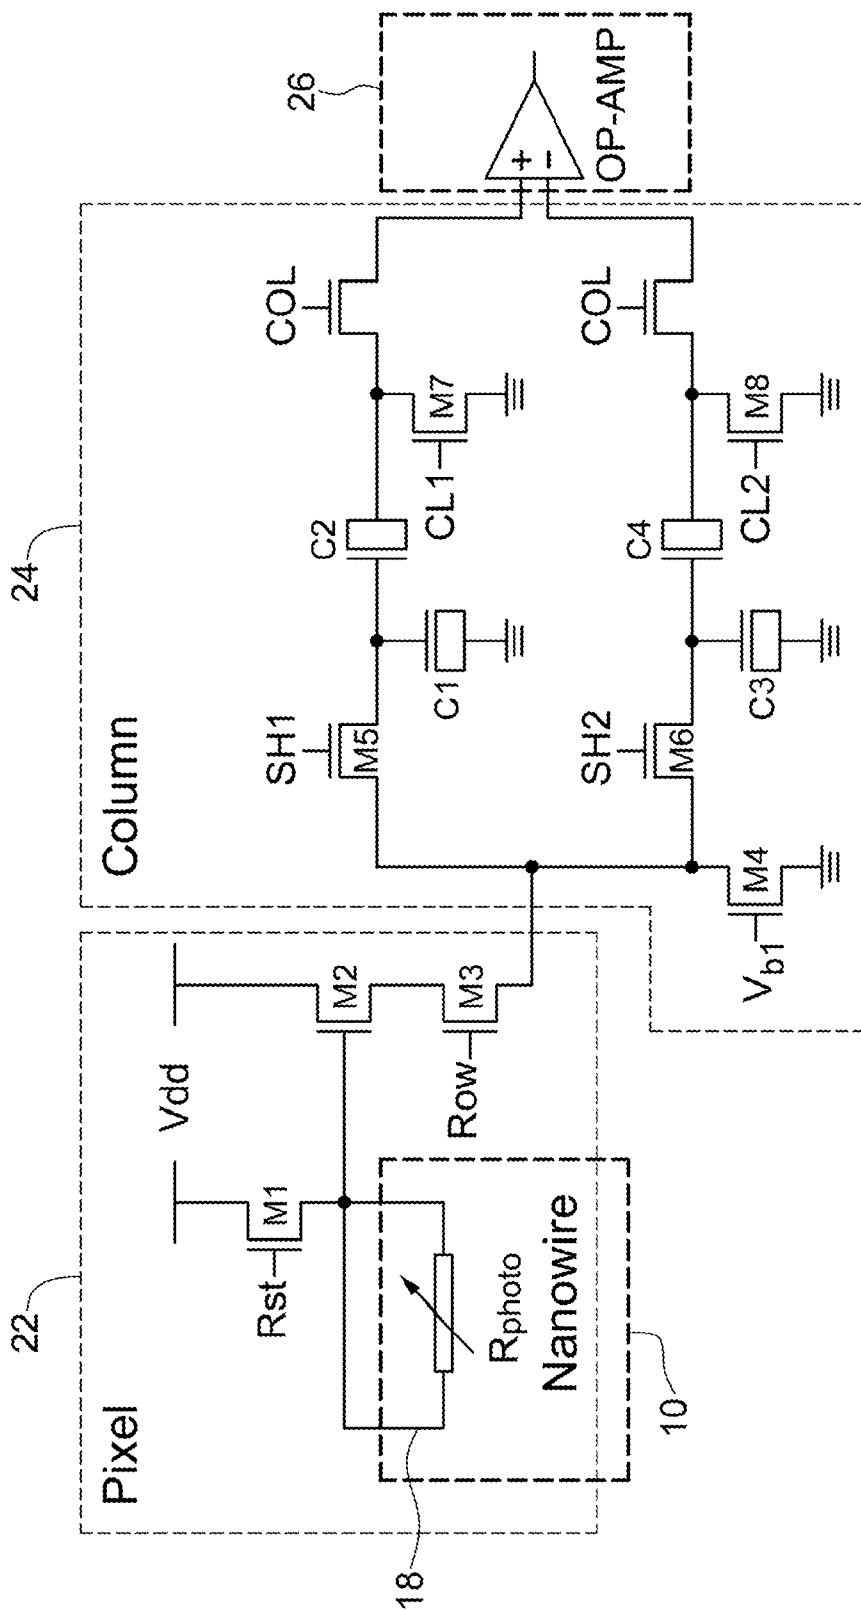 22
24
26
Pixel
Column
Vdd
Rst
M1
M2
Row
M3
Rphoto
Nanowire
18
10
Vb1
M4
SH1
M5
C1
C2
CL1
M7
COL
SH2
M6
C3
C4
CL2
M8
COL
+
−
OP-AMP